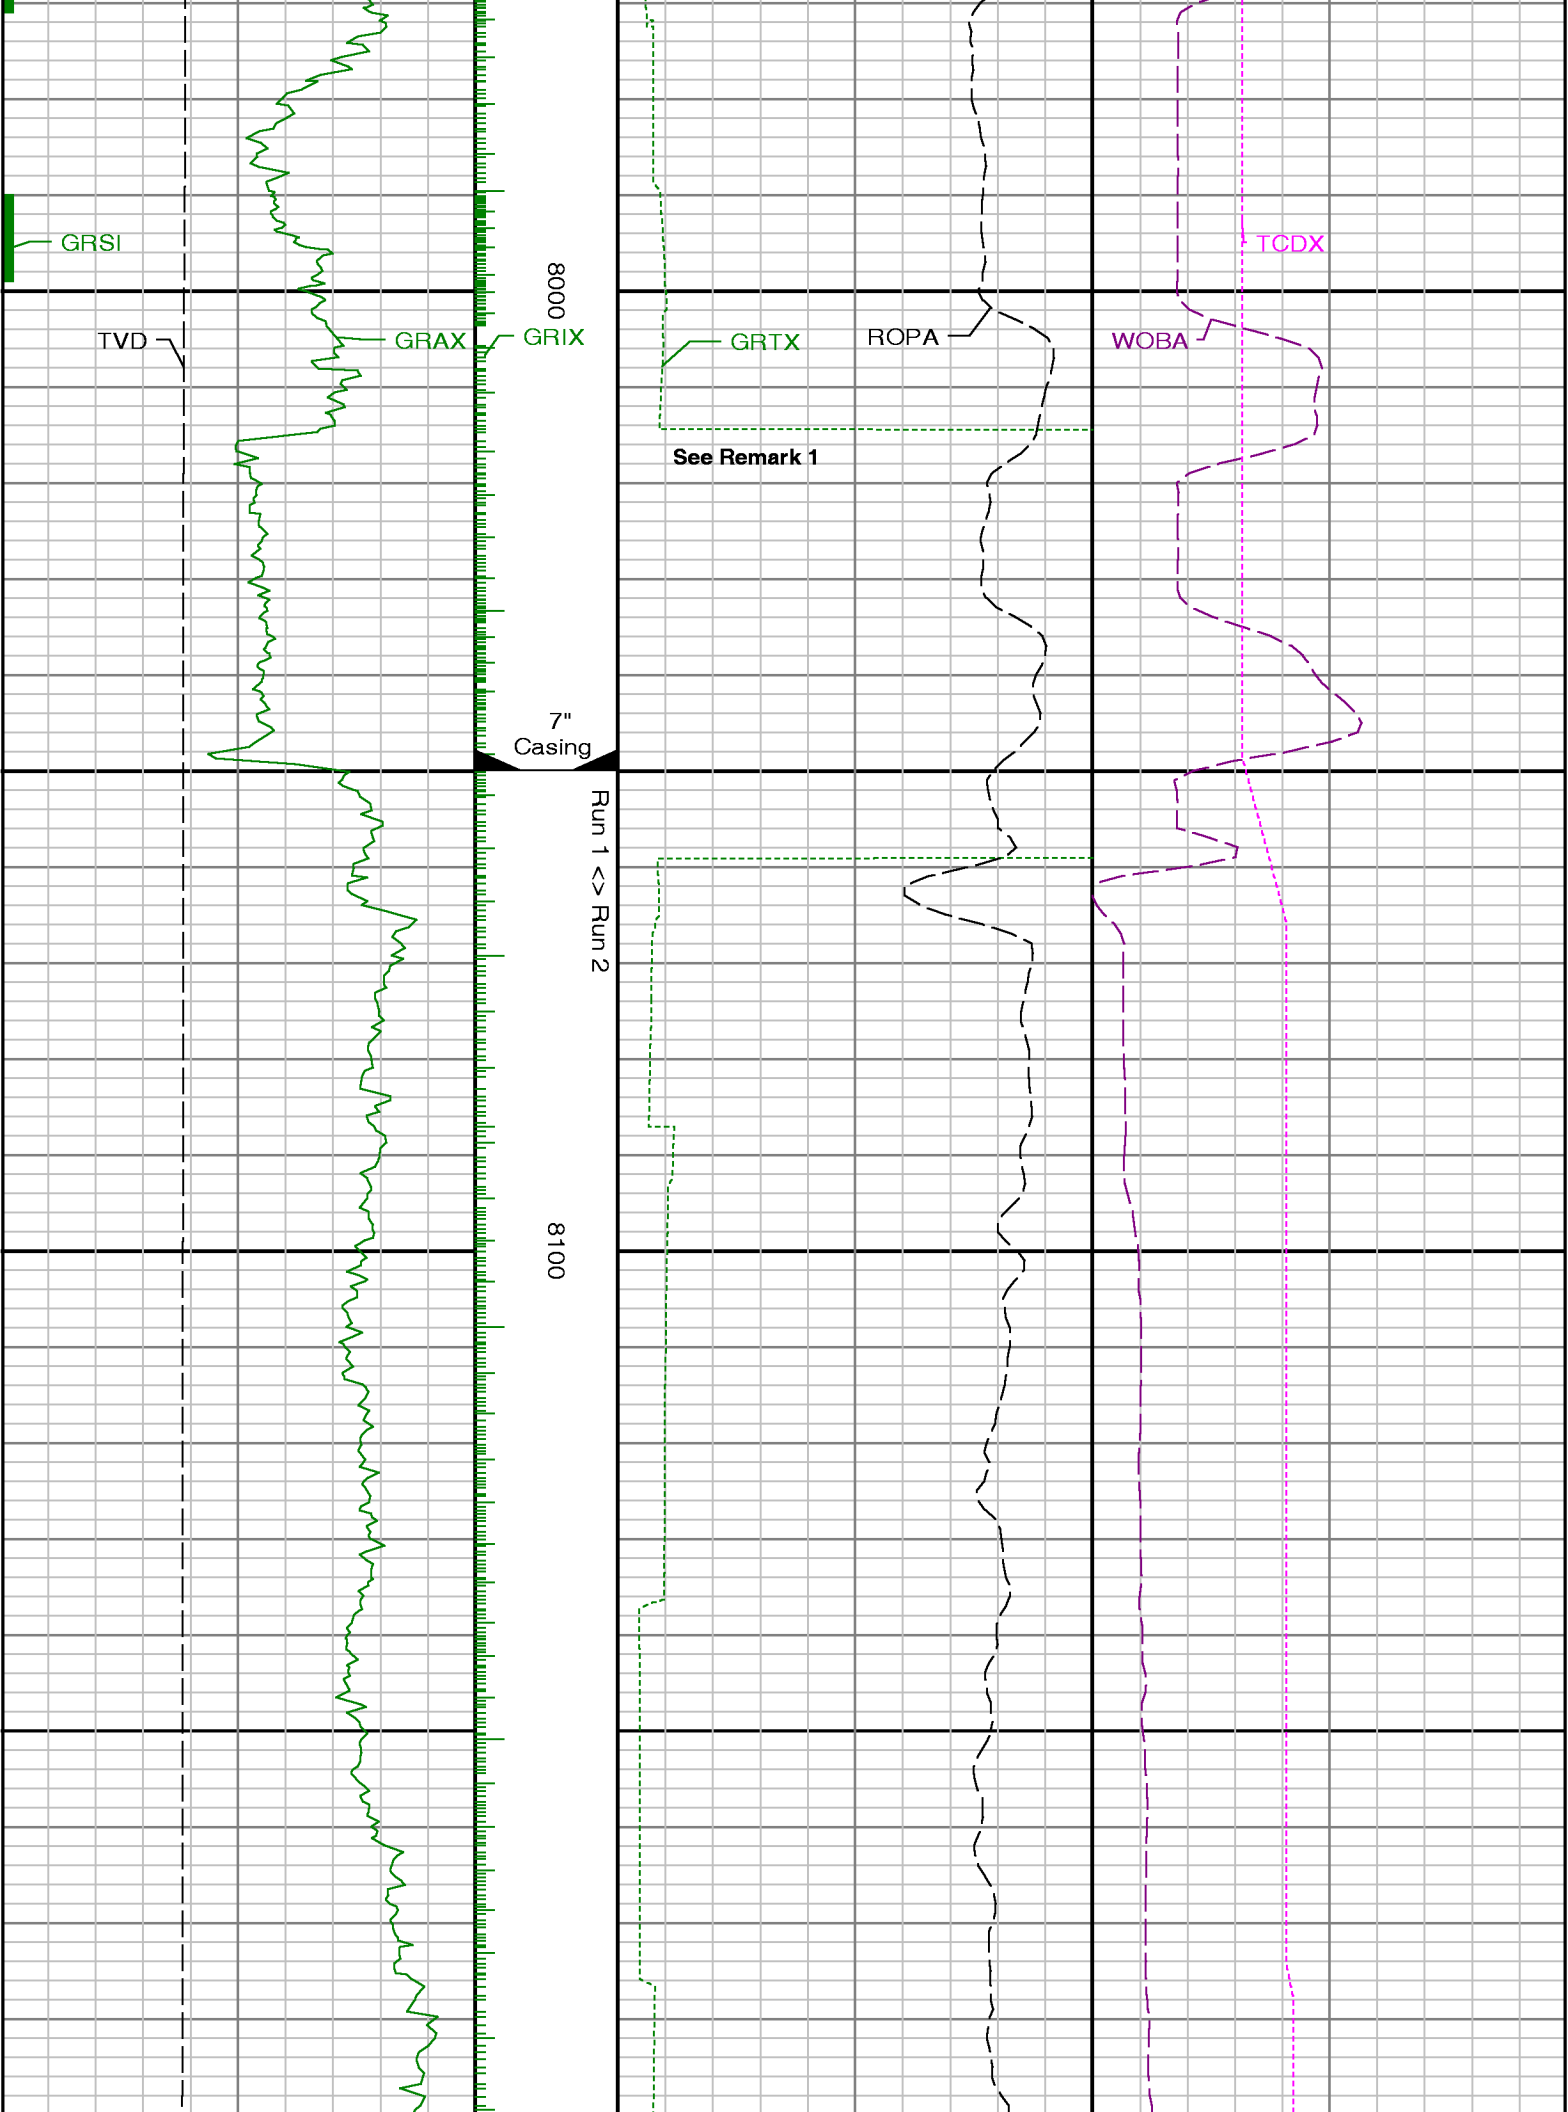 GRSI
8000
TCDX
TVD
GRAX
GRIX
GRTX
ROPA
WOBA
See Remark 1
7"
Casing
Run 1 <> Run 2
8100